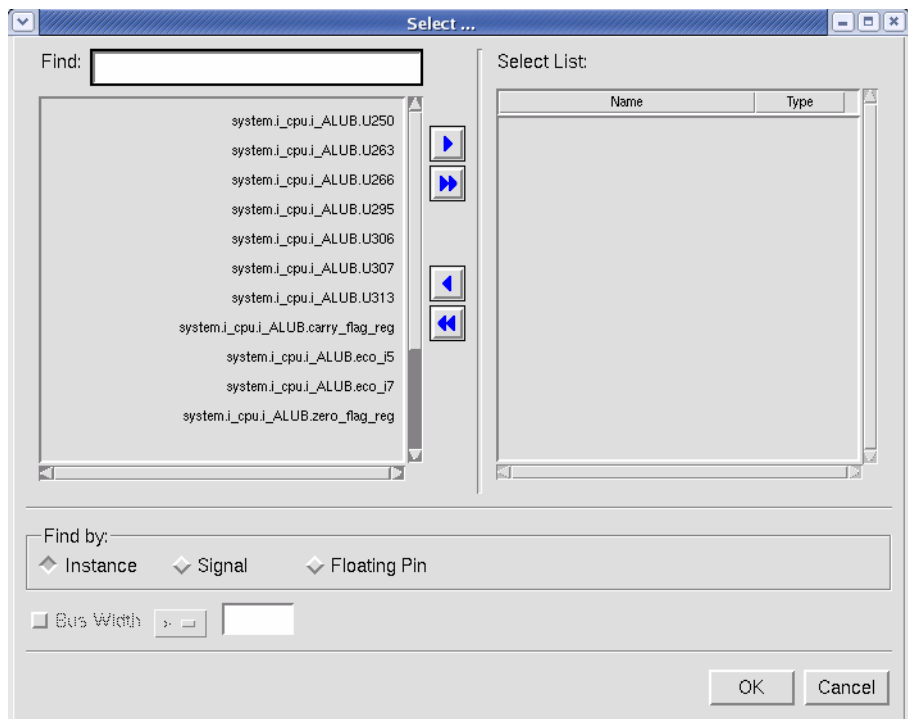 Select ...
Find:
Select List:
Name Type
system.i_cpu.i_ALUB.U250
system.i_cpu.i_ALUB.U263
system.i_cpu.i_ALUB.U266
system.i_cpu.i_ALUB.U295
system.i_cpu.i_ALUB.U306
system.i_cpu.i_ALUB.U307
system.i_cpu.i_ALUB.U313
system.i_cpu.i_ALUB.carry_flag_reg
system.i_cpu.i_ALUB.eco_i5
system.i_cpu.i_ALUB.eco_i7
system.i_cpu.i_ALUB.zero_flag_reg
Find by:
Instance Signal Floating Pin
Bus Width >
OK Cancel